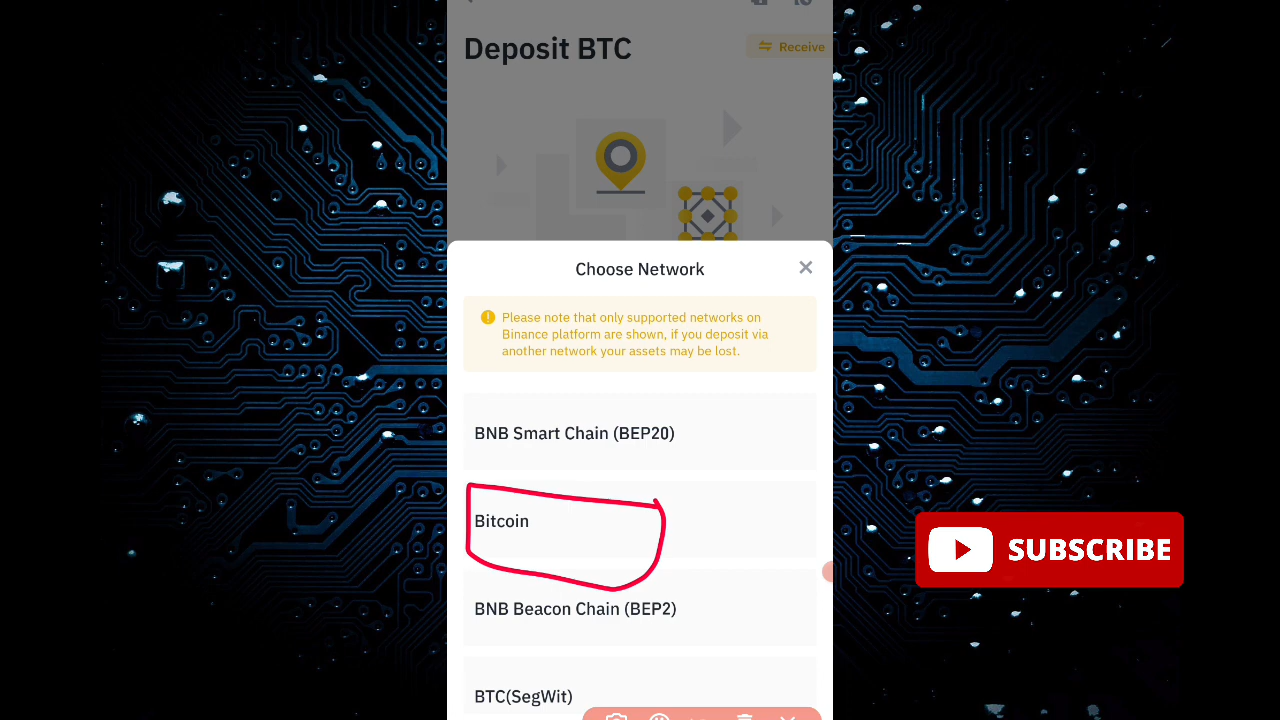 Deposit BTC
Receive
Choose Network
Please note that only supported networks on
Binance platform are shown, if you deposit via
another network your assets may be lost.
BNB Smart Chain (BEP20)
Bitcoin
BNB Beacon Chain (BEP2)
BTC(SegWit)
SUBSCRIBE